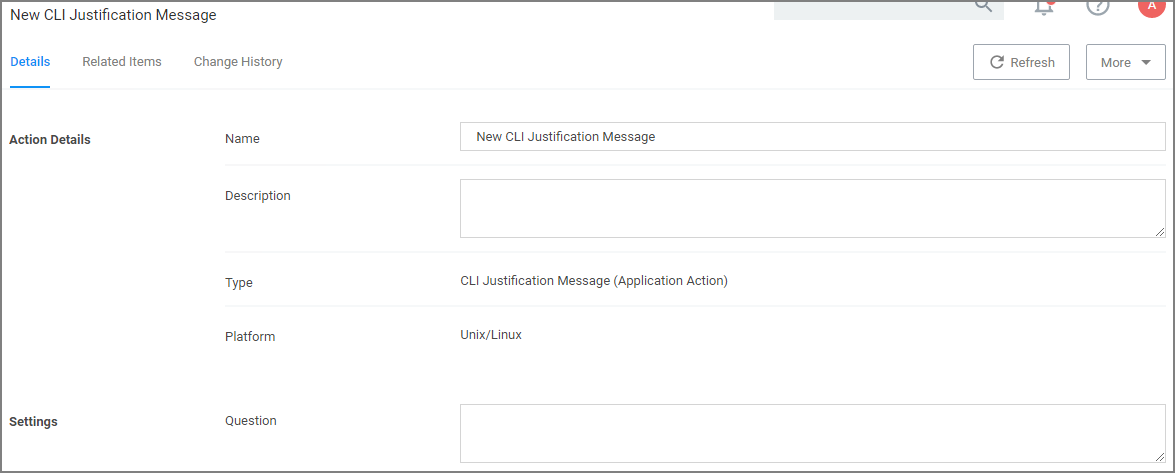 New CLI Justification Message
A
Details Related Items Change History Refresh More
Action Details Name New CLI Justification Message
Description
Type CLI Justification Message (Application Action)
Platform Unix/Linux
Settings Question